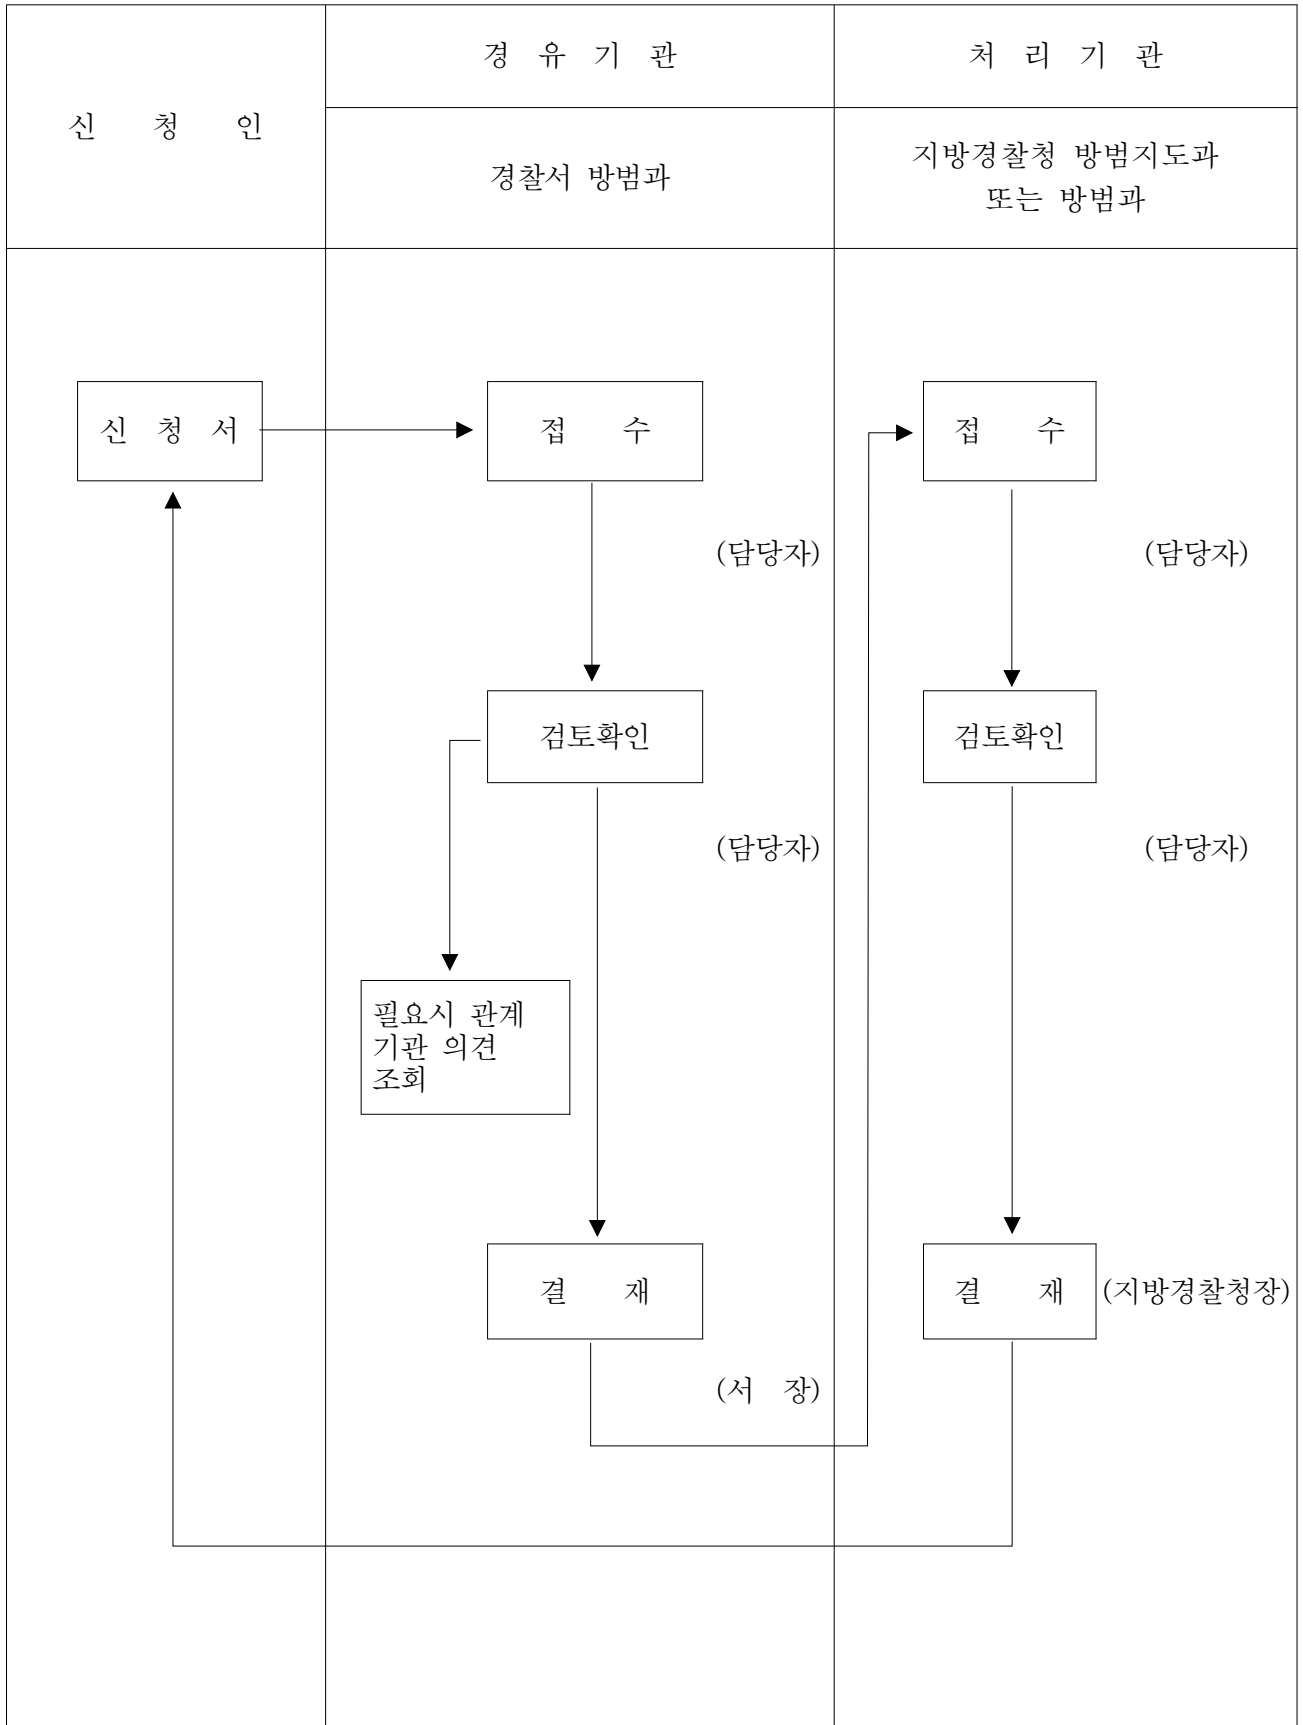 신 청 인
경 유 기 관
처 리 기 관
경찰서 방범과
지방경찰청 방범지도과
또는 방범과
신 청 서
접 수
접 수
(담당자)
(담당자)
검토확인
검토확인
(담당자)
(담당자)
필요시 관계
기관 의견
조회
결 재
결 재
(지방경찰청장)
(서 장)